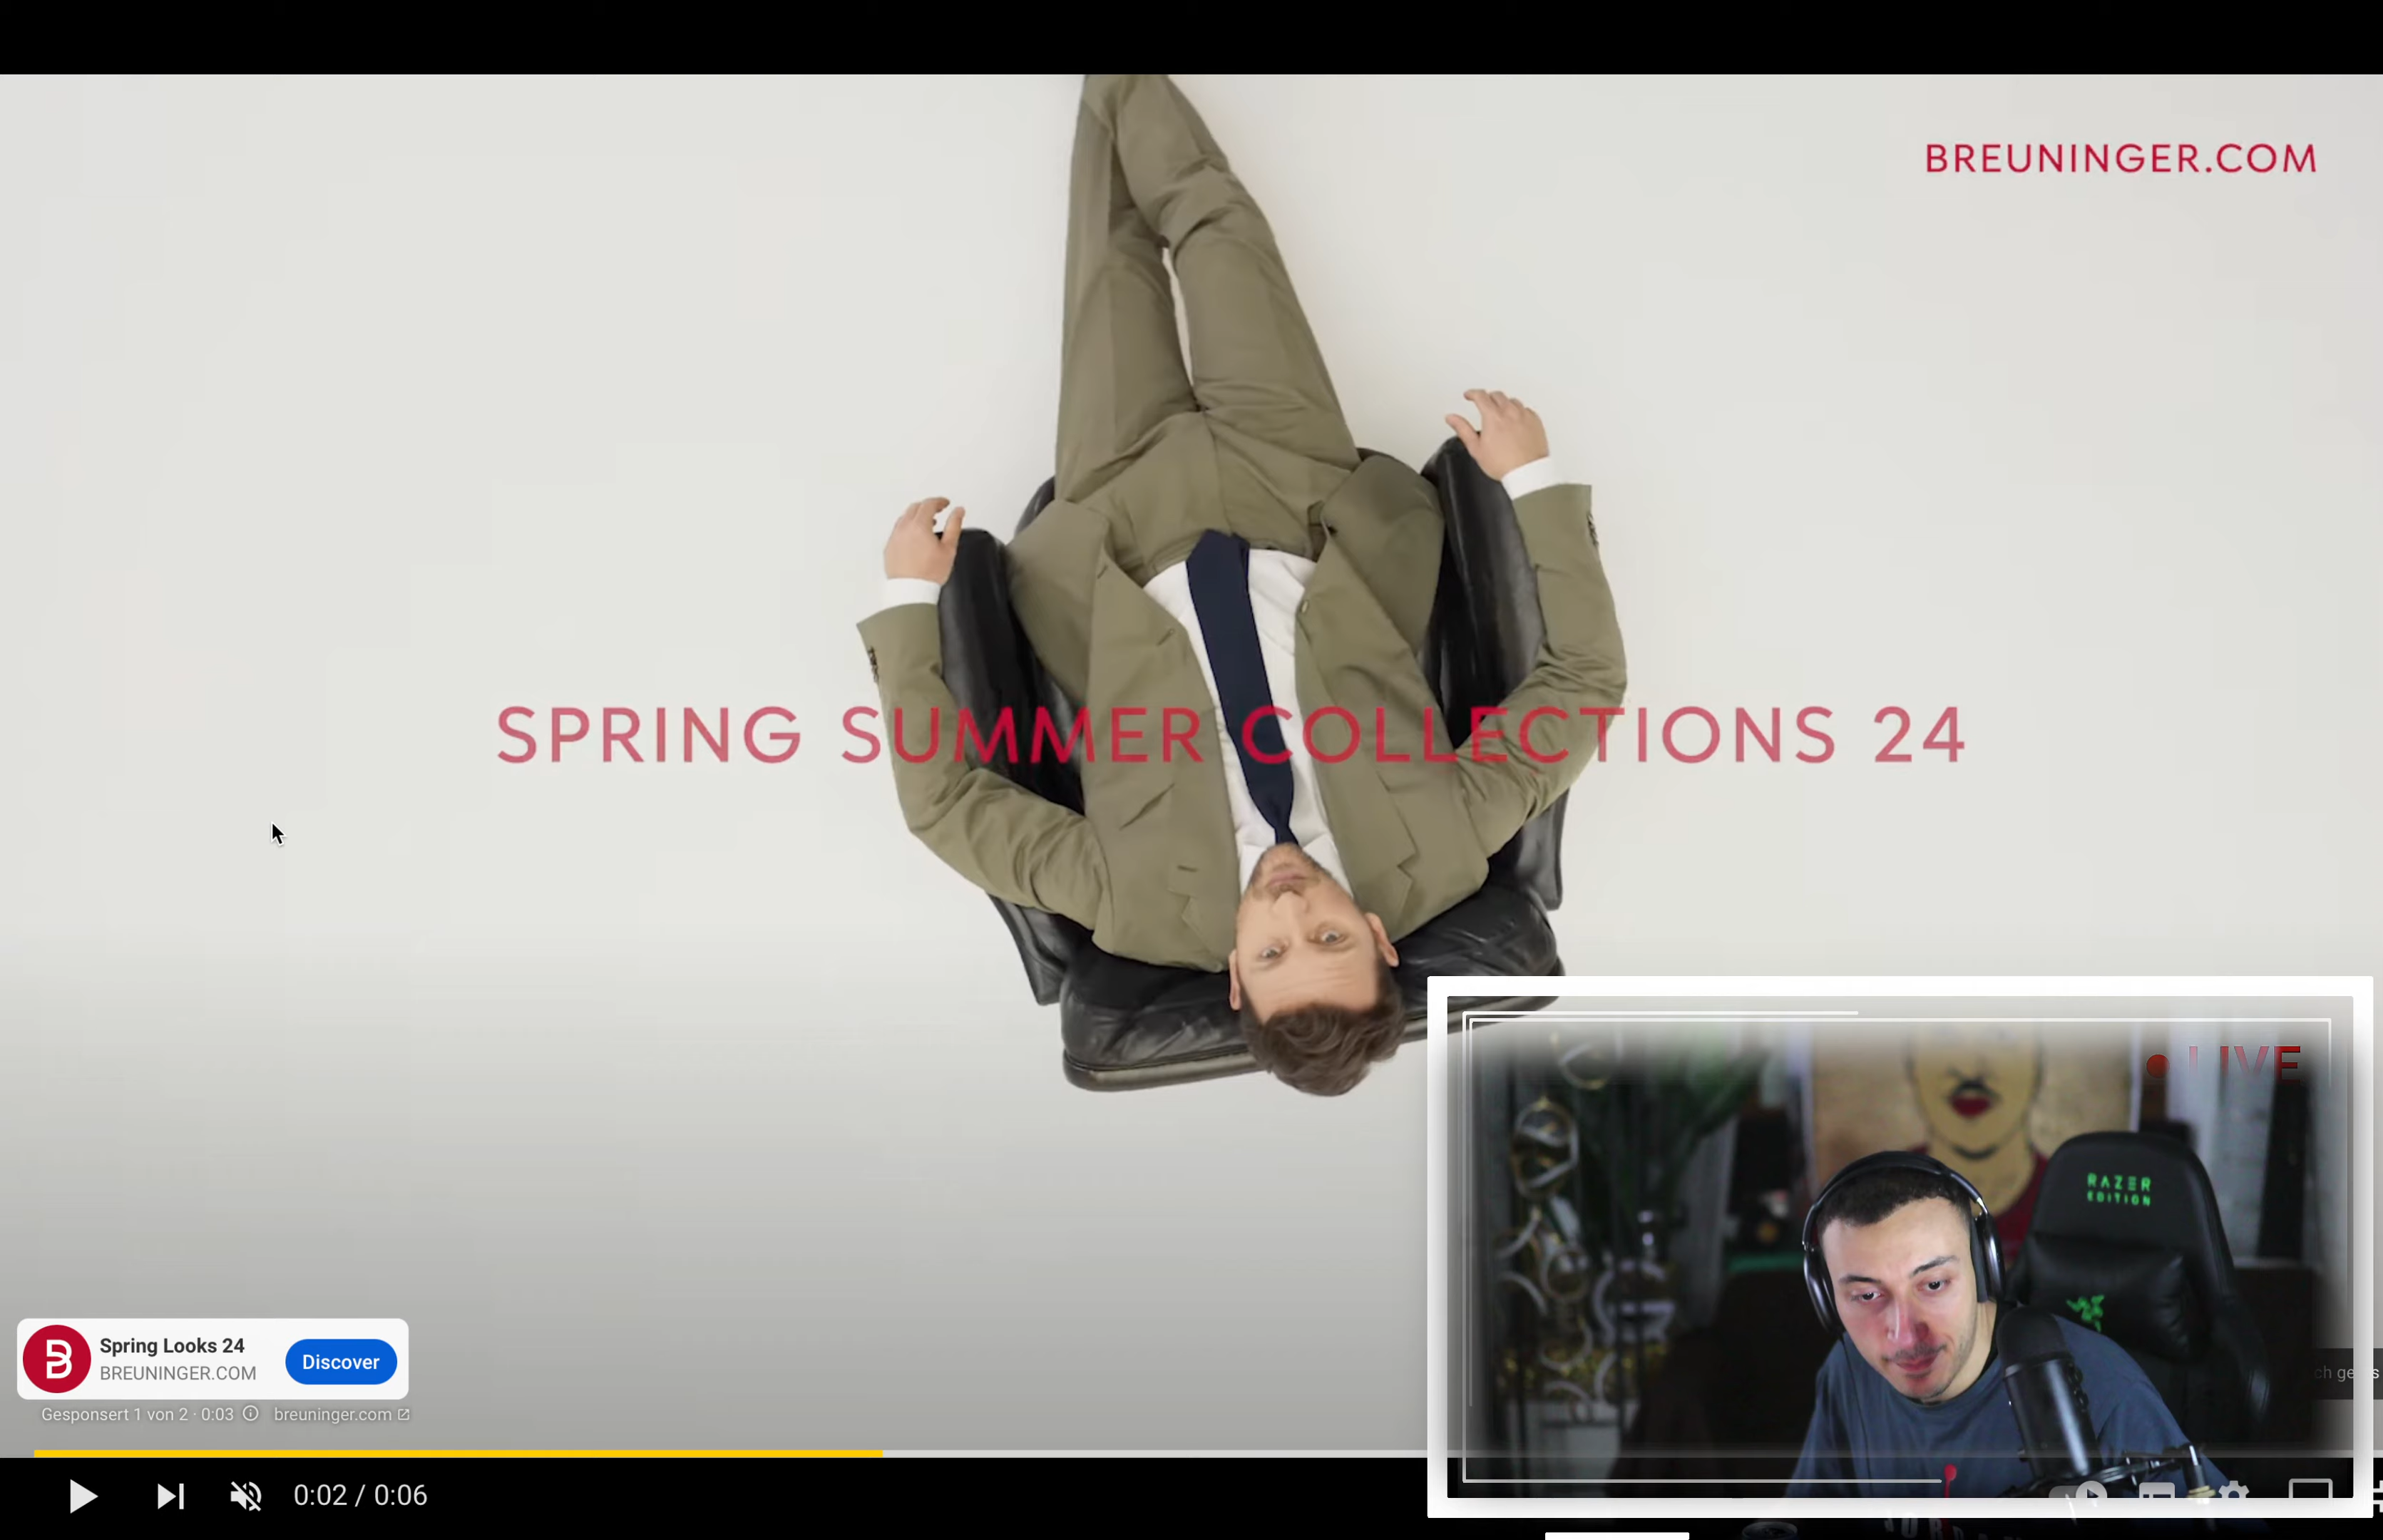 BREUNINGER.COM
SPRING SUMMER COLLECTIONS 24
LIVE
RAZER
EDITION
Spring Looks 24
BREUNINGER.COM
Discover
Gesponsert 1 von 2 · 0:03
breuninger.com
0:02 / 0:06